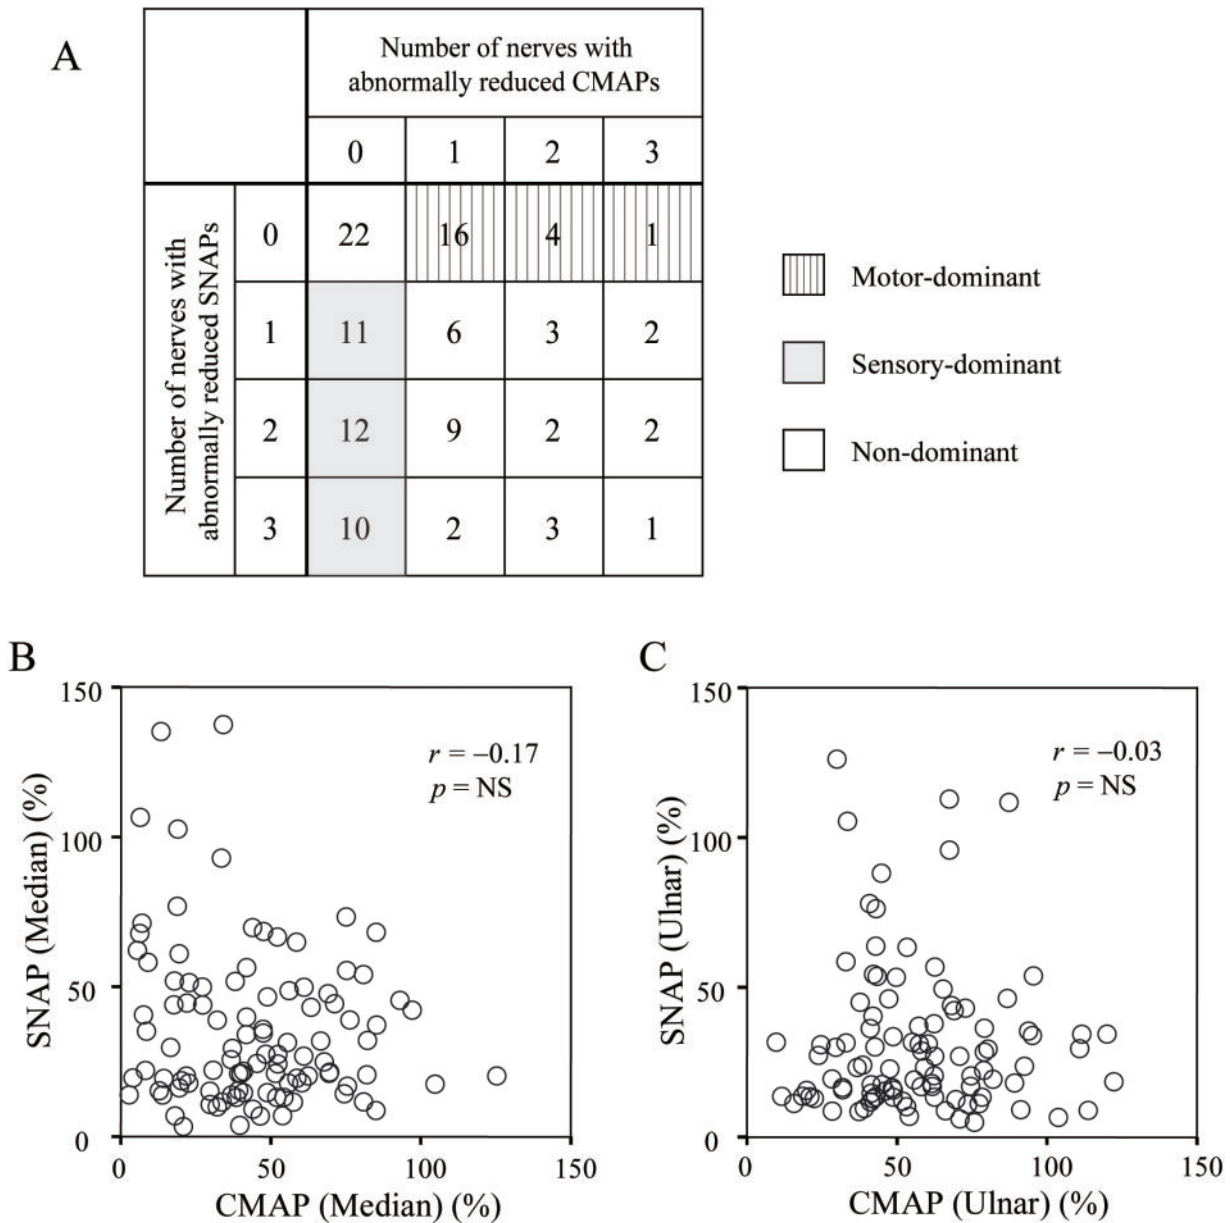 A
Number of nerves with
abnormally reduced CMAPs
0 1 2 3
Number of nerves with
abnormally reduced SNAPs
0 22 16 4 1
1 11 6 3 2
2 12 9 2 2
3 10 2 3 1
Motor-dominant
Sensory-dominant
Non-dominant
B
SNAP (Median) (%)
150
100
50
0
r = –0.17
p = NS
0 50 100 150
CMAP (Median) (%)
C
SNAP (Ulnar) (%)
150
100
50
0
r = –0.03
p = NS
0 50 100 150
CMAP (Ulnar) (%)